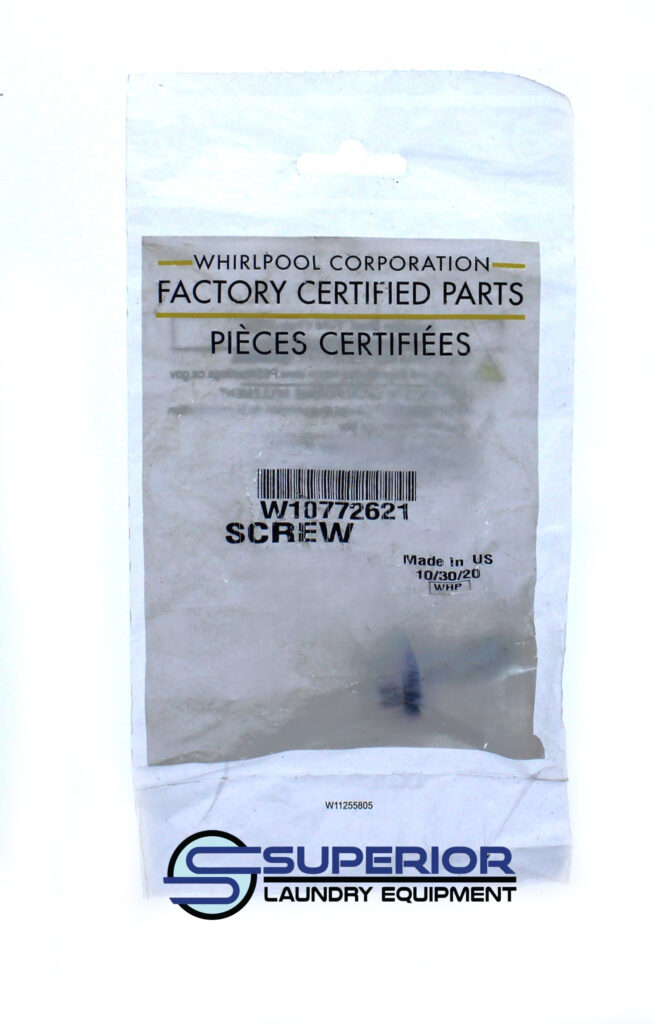 WHIRLPOOL CORPORATION
FACTORY CERTIFIED PARTS
PIÈCES CERTIFIÉES
W10772621
SCREW
Made in US
10/30/20
WHP
W11255805
SUPERIOR
LAUNDRY EQUIPMENT